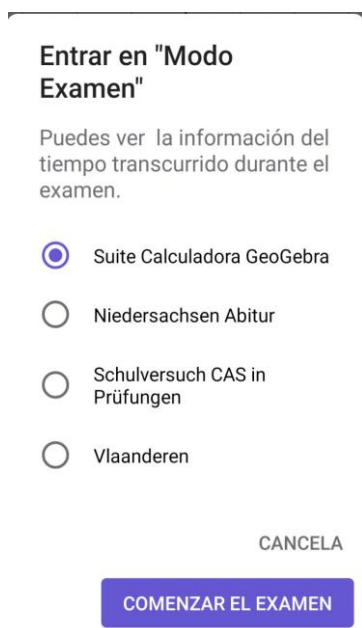 Entrar en "Modo
Examen"
Puedes ver  la información del
tiempo transcurrido durante el
examen.
Suite Calculadora GeoGebra
Niedersachsen Abitur
Schulversuch CAS in
Prüfungen
Vlaanderen
CANCELA
COMENZAR EL EXAMEN